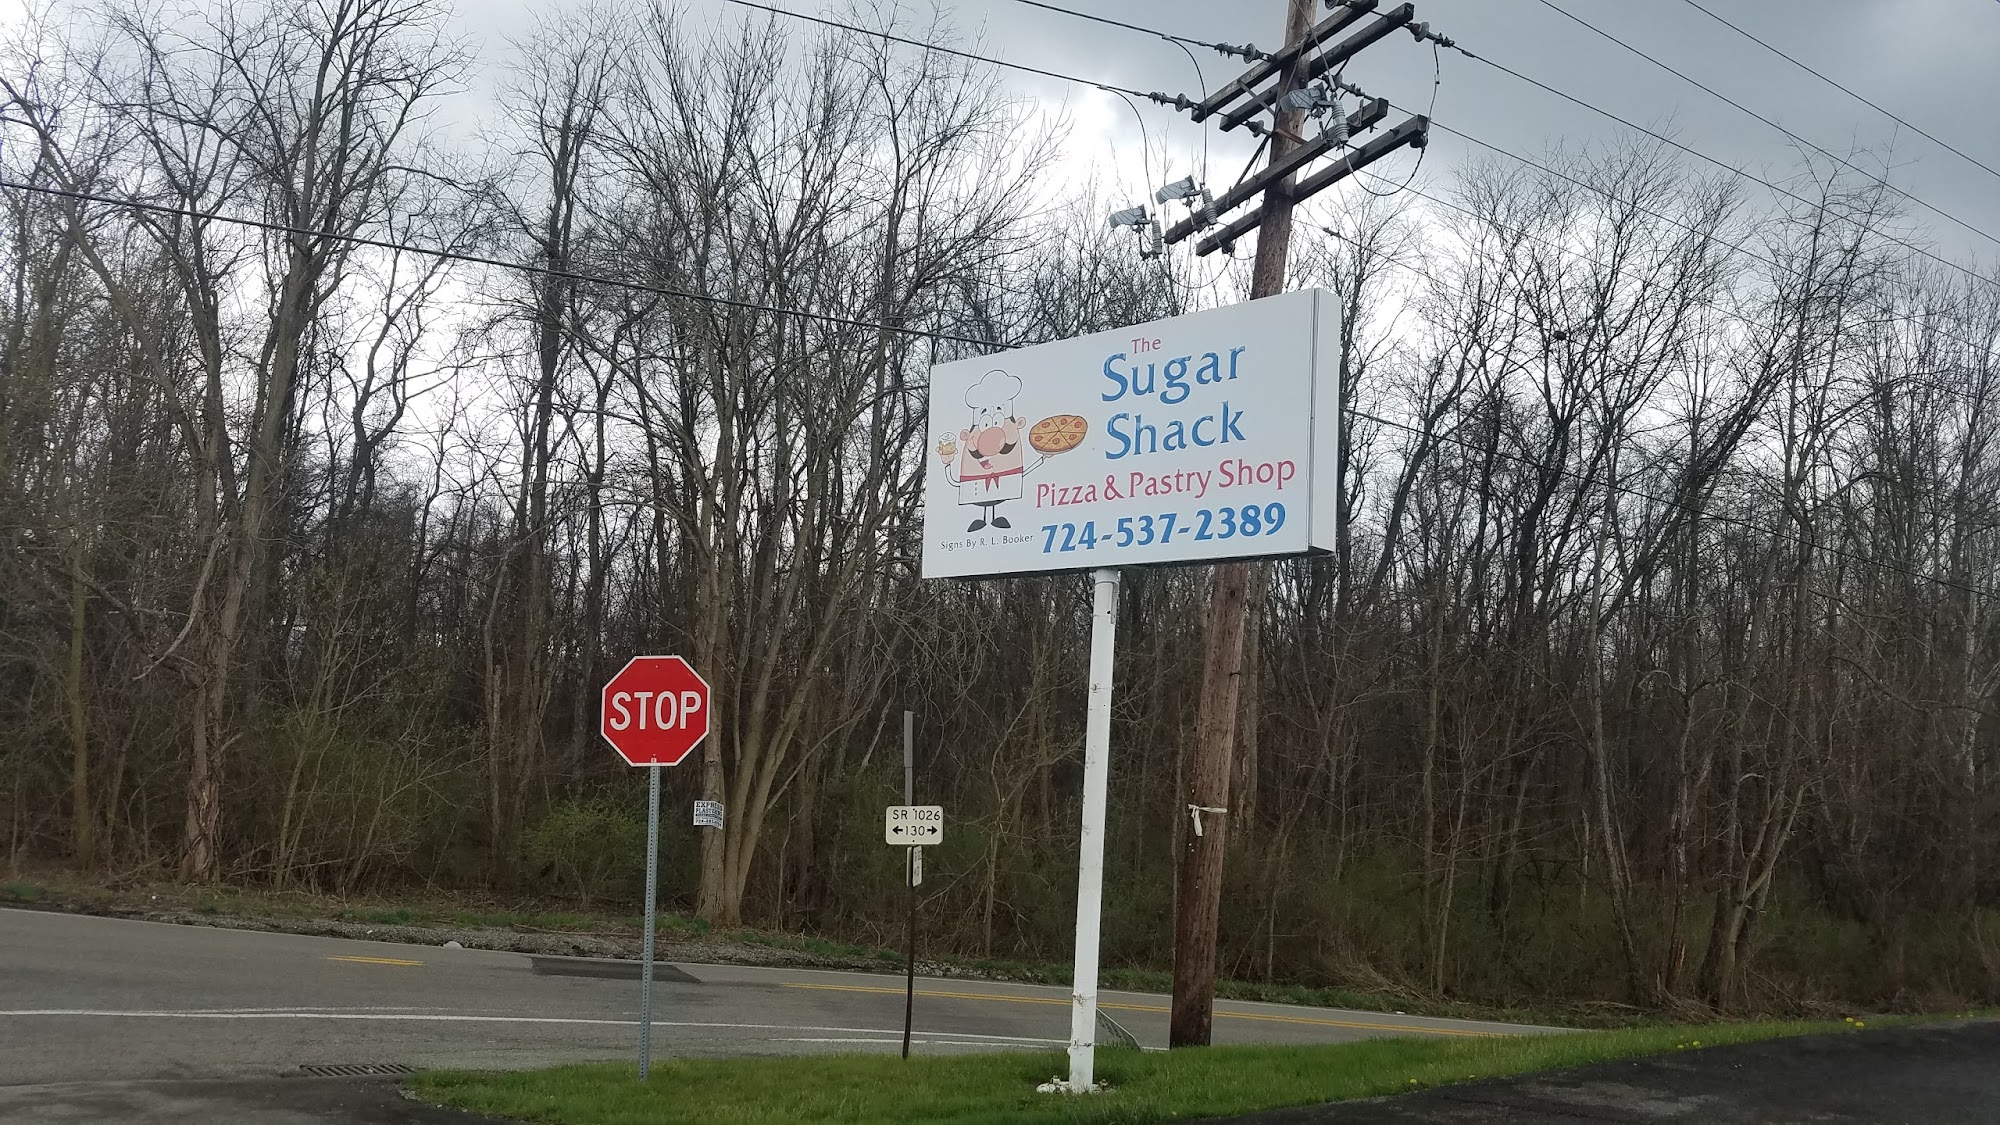 The
Sugar
Shack
Pizza & Pastry Shop
724-537-2389
Signs By R. L. Booker
STOP
SR 1026
130